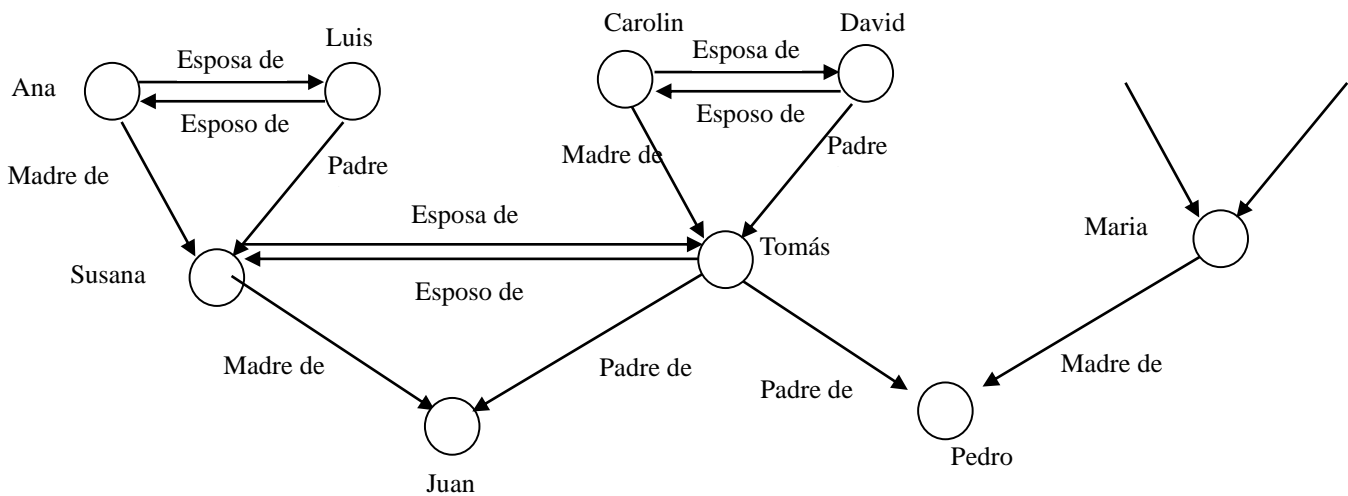 Carolin
David
Luis
Esposa de
Esposa de
Ana
Esposo de
Esposo de
Madre de
Padre
Padre
Madre de
Esposa de
Maria
Tomás
Susana
Esposo de
Madre de
Padre de
Padre de
Madre de
Pedro
Juan